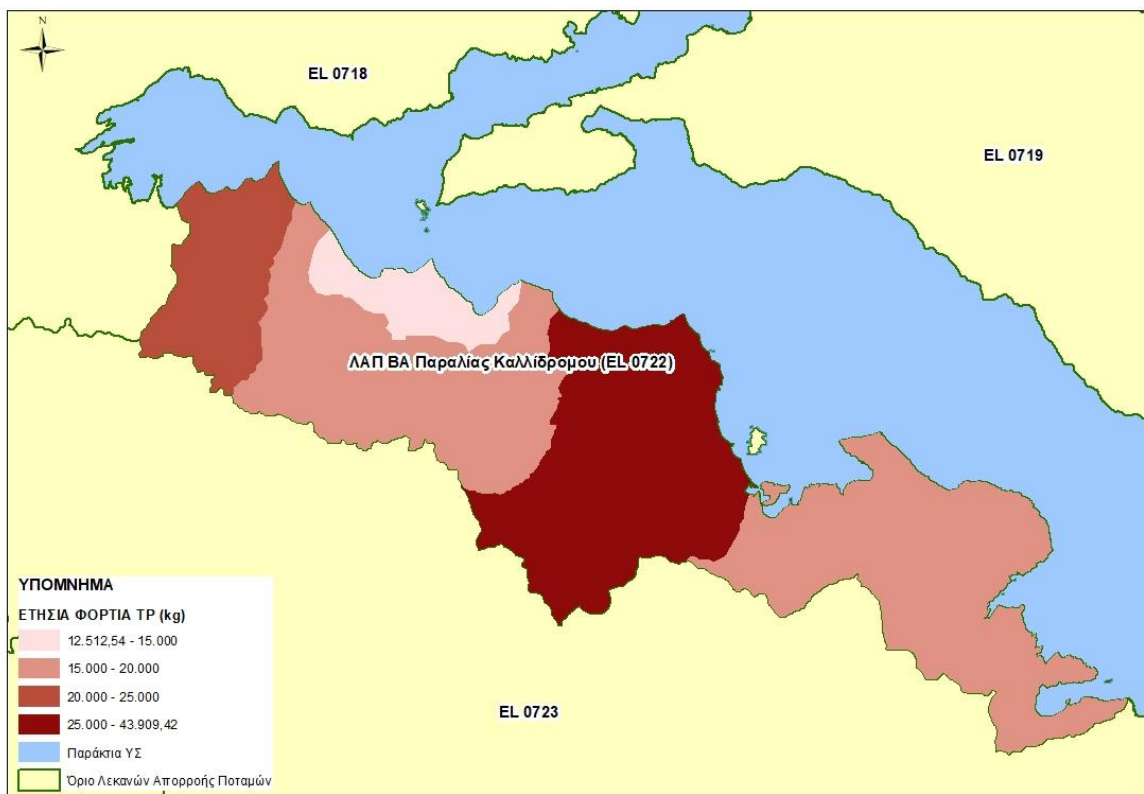 N
EL 0718
EL 0719
ΛΑΠ ΒΑ Παραλίας Καλλίδρομου (EL 0722)
EL 0723
ΥΠΟΜΝΗΜΑ
ΕΤΗΣΙΑ ΦΟΡΤΙΑ TP (kg)
12.512,54 - 15.000
15.000 - 20.000
20.000 - 25.000
25.000 - 43.909,42
Παράκτια ΥΣ
Όριο Λεκανών Απορροής Ποταμών